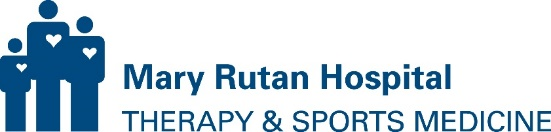 Mary Rutan Hospital
THERAPY & SPORTS MEDICINE